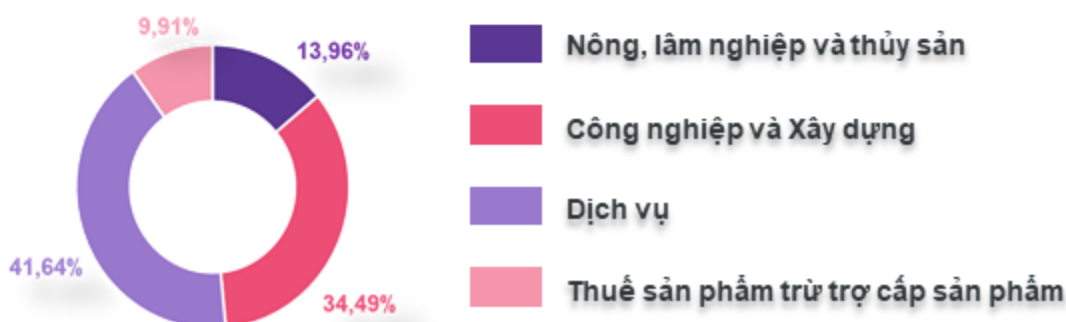 9,91%
13,96%
41,64%
34,49%
Nông, lâm nghiệp và thủy sản
Công nghiệp và Xây dựng
Dịch vụ
Thuế sản phẩm trừ trợ cấp sản phẩm